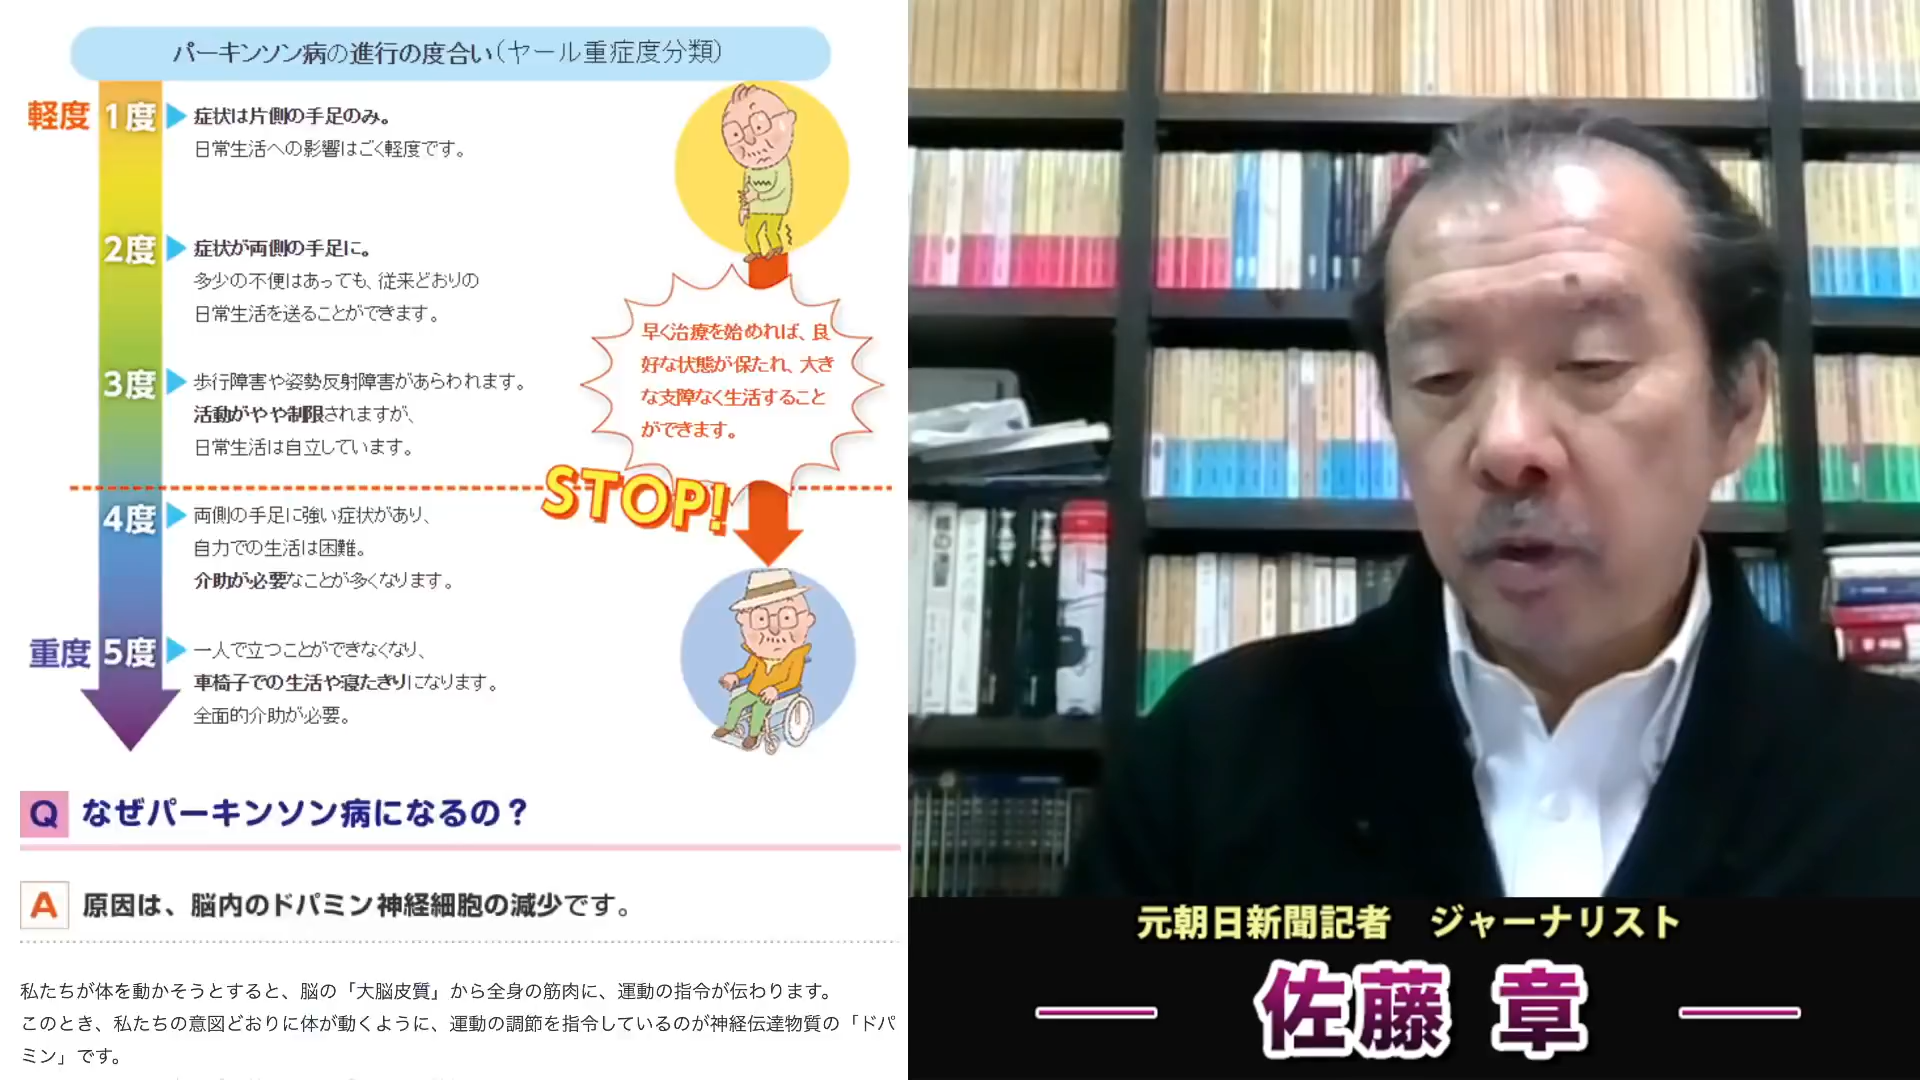 パーキンソン病の進行の度合い(ヤール重症度分類)
軽度 1度
症状は片側の手足のみ。
日常生活への影響はごく軽度です。
2度
症状が両側の手足に。
多少の不便はあっても、従来どおりの
日常生活を送ることができます。
3度
歩行障害や姿勢反射障害があらわれます。
活動がやや制限されますが、
日常生活は自立しています。
早く治療を始めれば、良
好な状態が保たれ、大き
な支障なく生活すること
ができます。
STOP!
4度
両側の手足に強い症状があり、
自力での生活は困難。
介助が必要なことが多くなります。
重度 5度
一人で立つことができなくなり、
車椅子での生活や寝たきりになります。
全面的介助が必要。
Q なぜパーキンソン病になるの?
A 原因は、脳内のドパミン神経細胞の減少です。
私たちが体を動かそうとすると、脳の「大脳皮質」から全身の筋肉に、運動の指令が伝わります。
このとき、私たちの意図どおりに体が動くように、運動の調節を指令しているのが神経伝達物質の「ドパ
ミン」です。
元朝日新聞記者 ジャーナリスト
佐藤 章